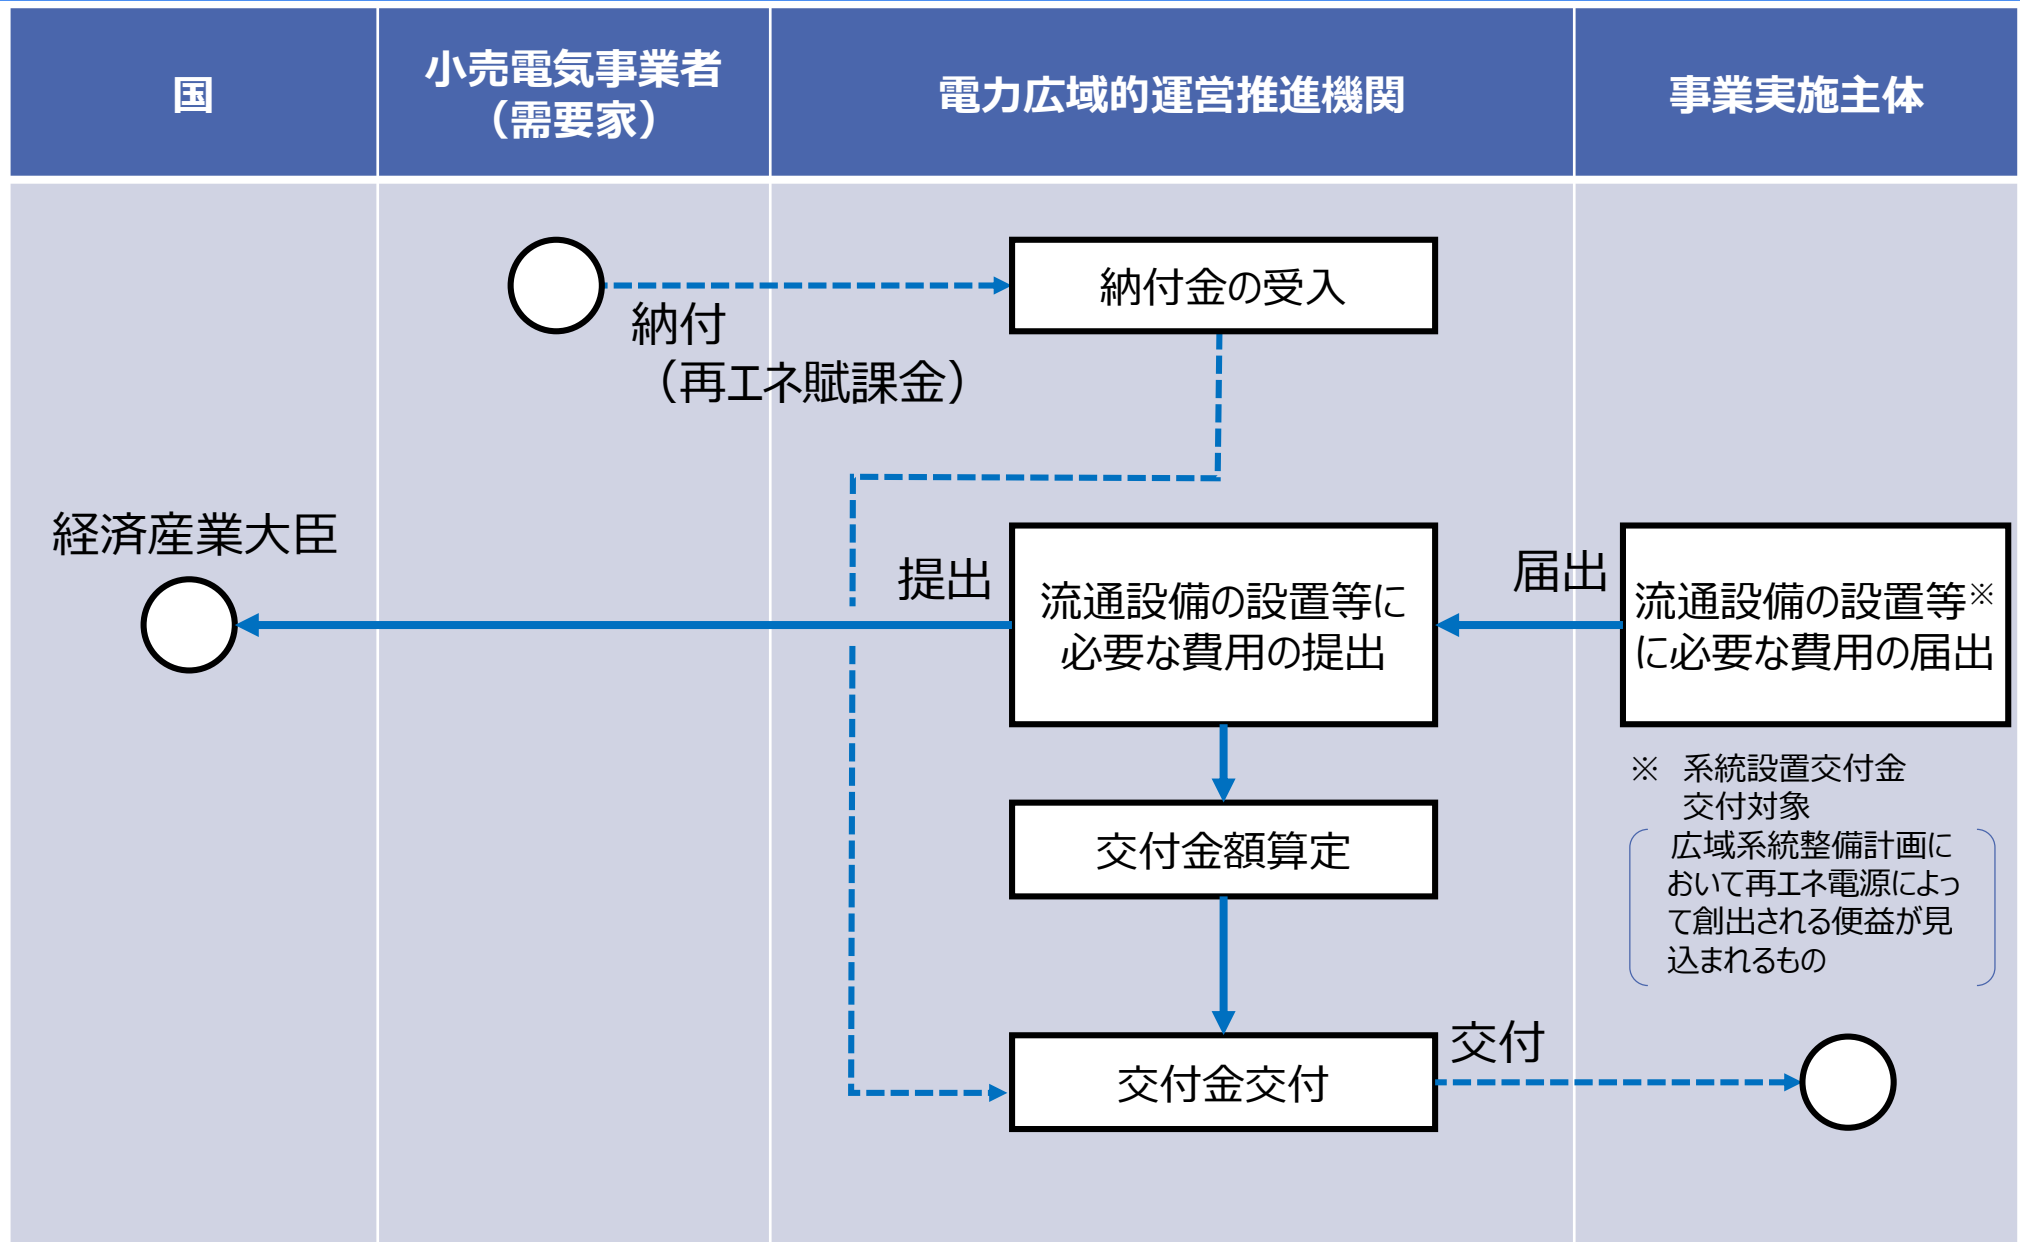 国
小売電気事業者
（需要家）
電力広域的運営推進機関
事業実施主体
納付金の受入
納付
（再エネ賦課金）
経済産業大臣
提出
流通設備の設置等に
必要な費用の提出
届出
流通設備の設置等※
に必要な費用の届出
※　系統設置交付金
交付対象
広域系統整備計画に
おいて再エネ電源によっ
て創出される便益が見
込まれるもの
交付金額算定
交付金交付
交付